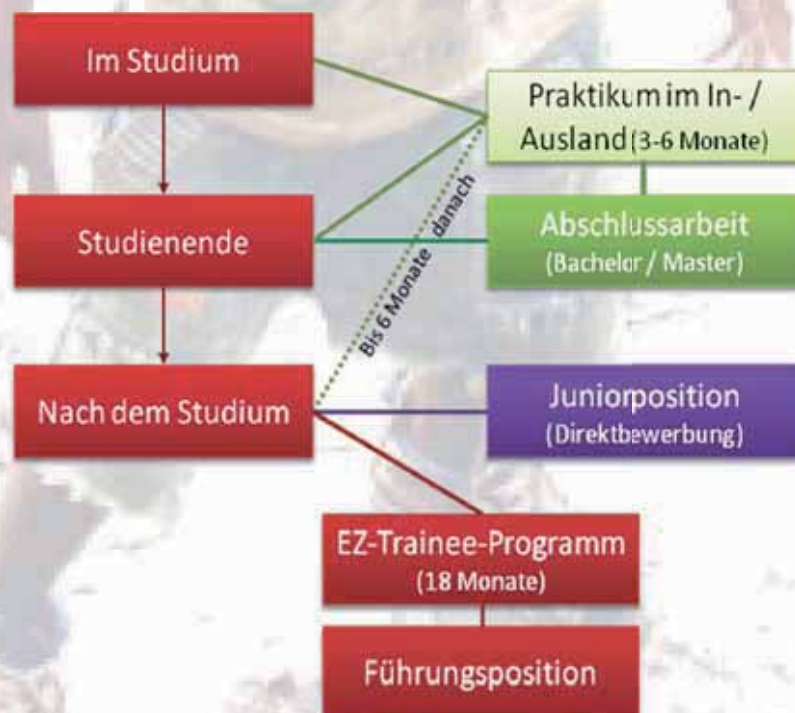 Im Studium
Praktikum im In- /
Ausland (3-6 Monate)
Studienende
Abschlussarbeit
(Bachelor / Master)
Bis 6 Monate danach
Nach dem Studium
Juniorposition
(Direktbewerbung)
EZ-Trainee-Programm
(18 Monate)
Führungsposition